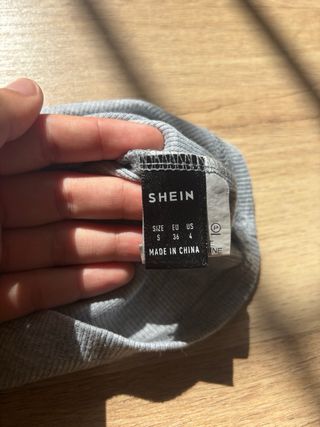 SHEIN
SIZE EU US
S 36 4
MADE IN CHINA
P